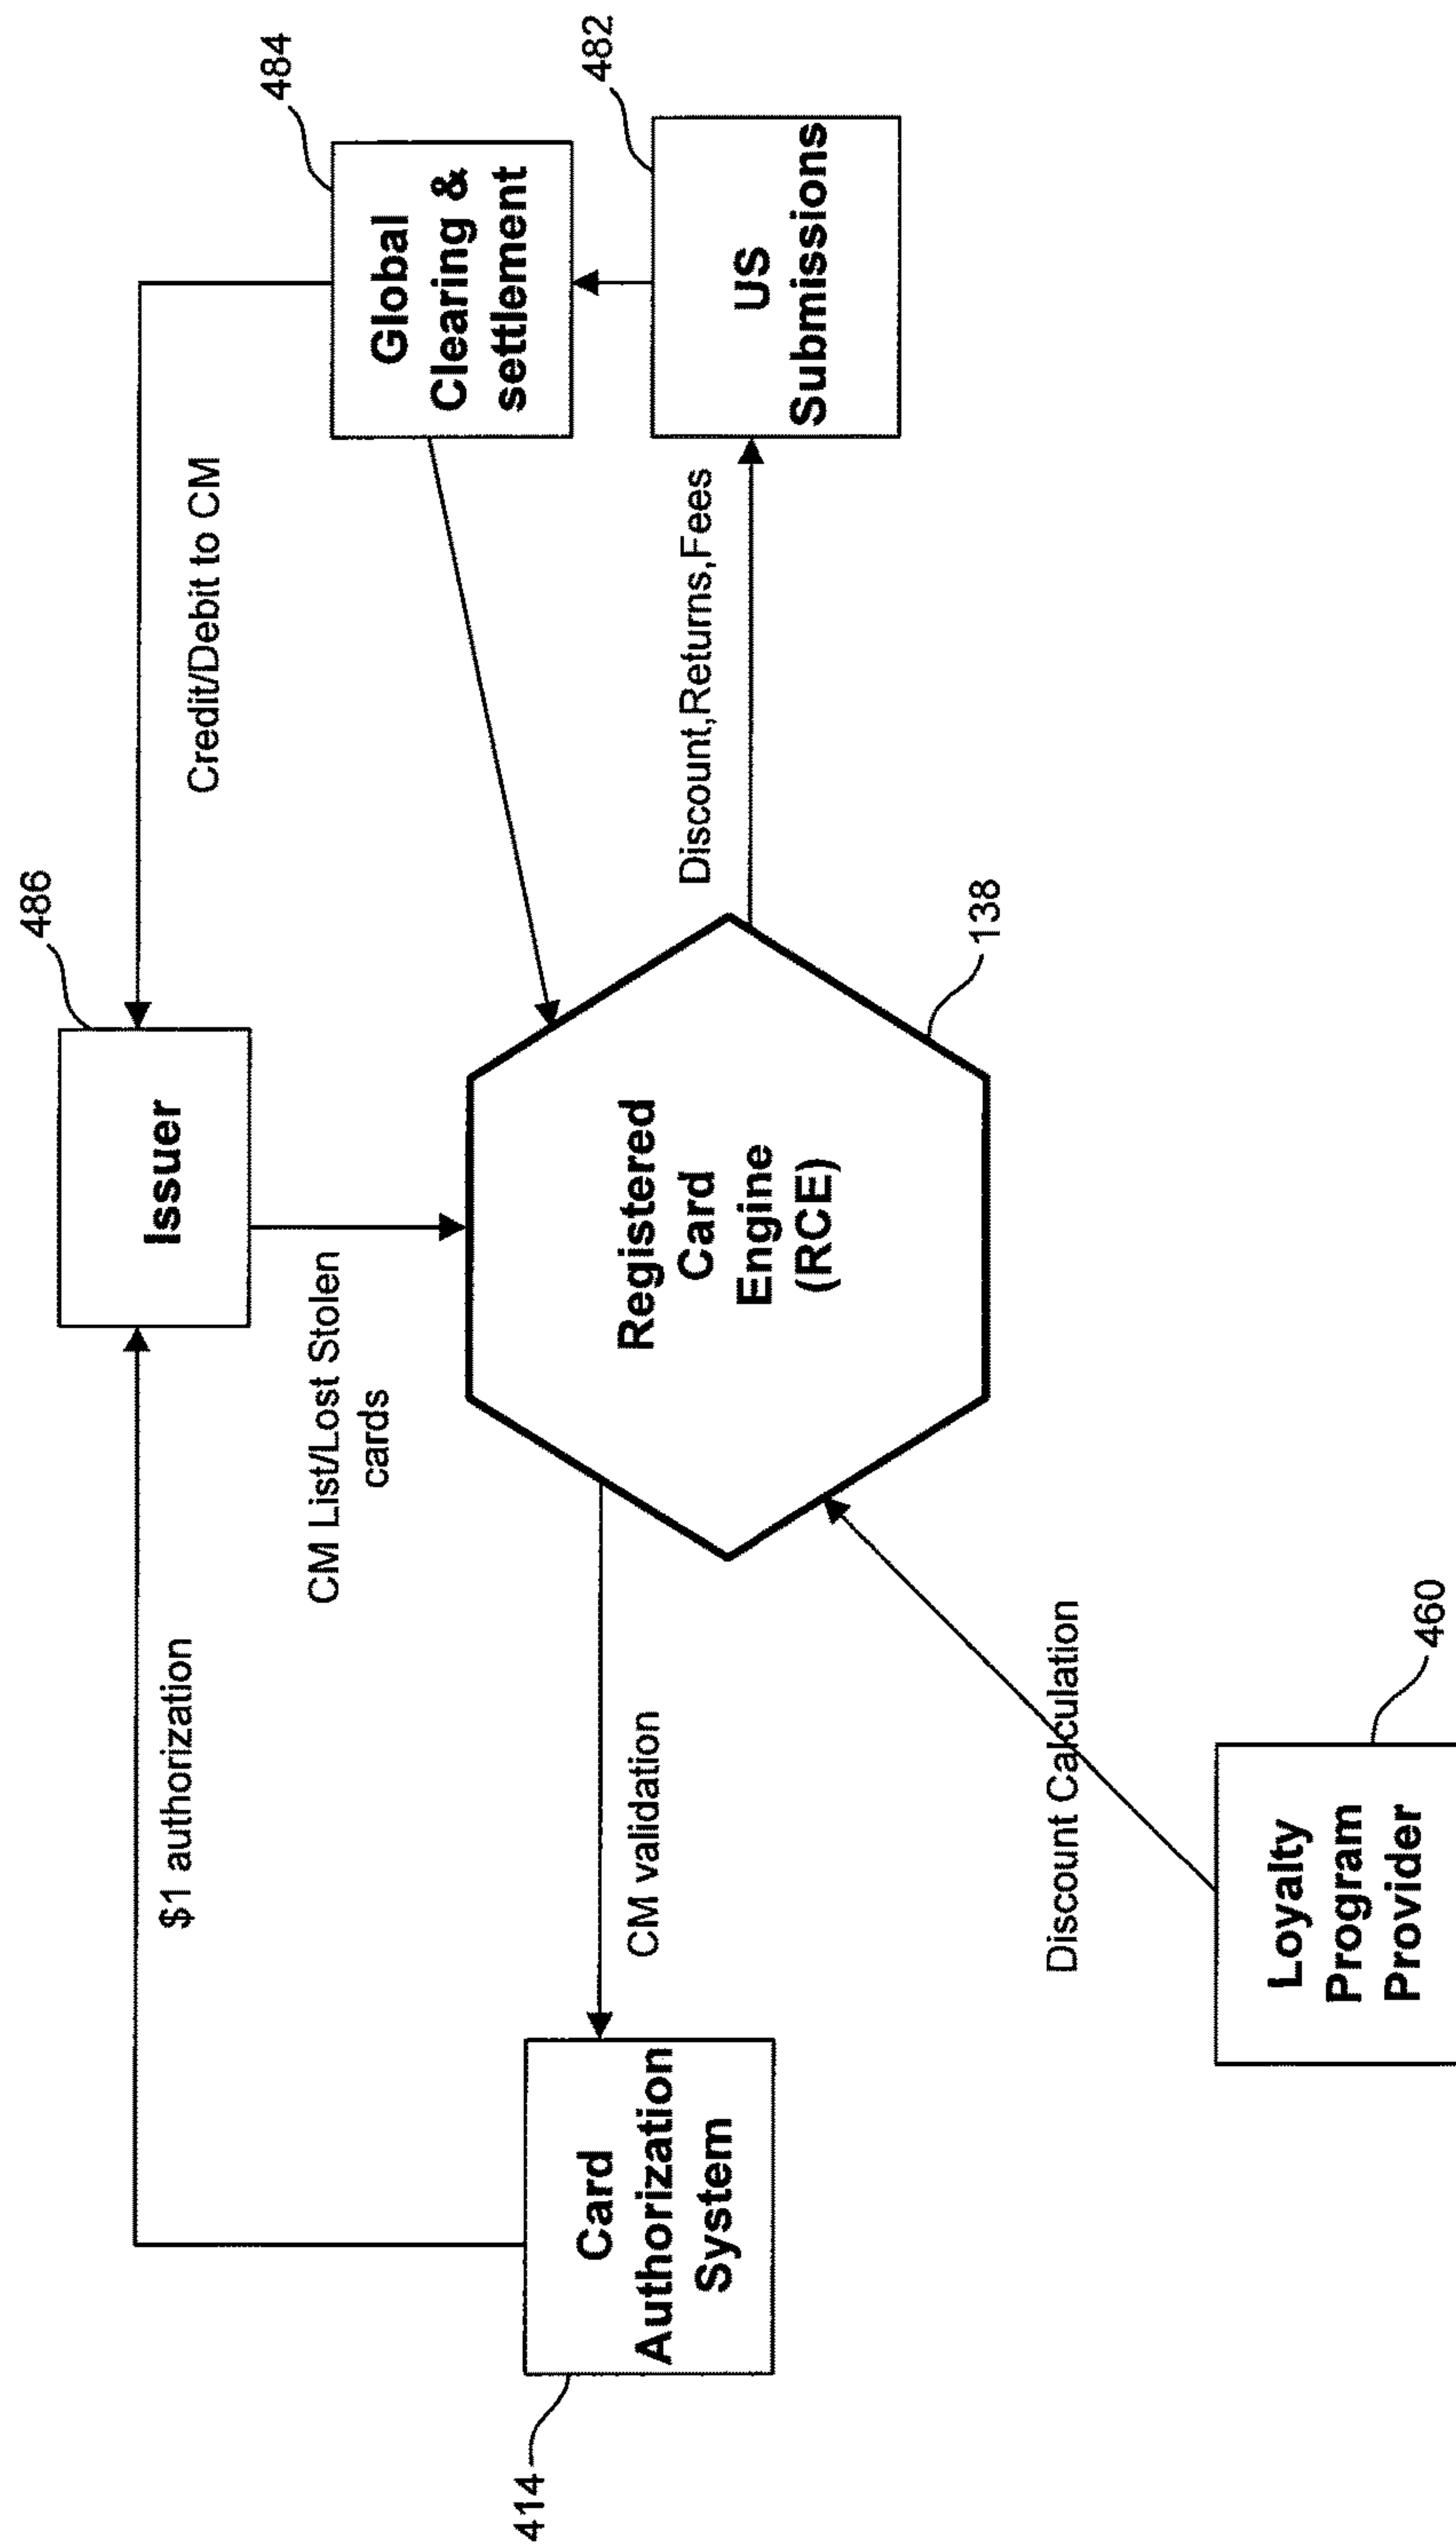 486
Issuer
484
Global
Clearing &
settlement
482
US
Submissions
Credit/Debit to CM
$1 authorization
CM List/Lost Stolen
cards
Registered
Card
Engine
(RCE)
138
Discount,Returns,Fees
CM validation
Card
Authorization
System
414
Discount Calculation
Loyalty
Program
Provider
460